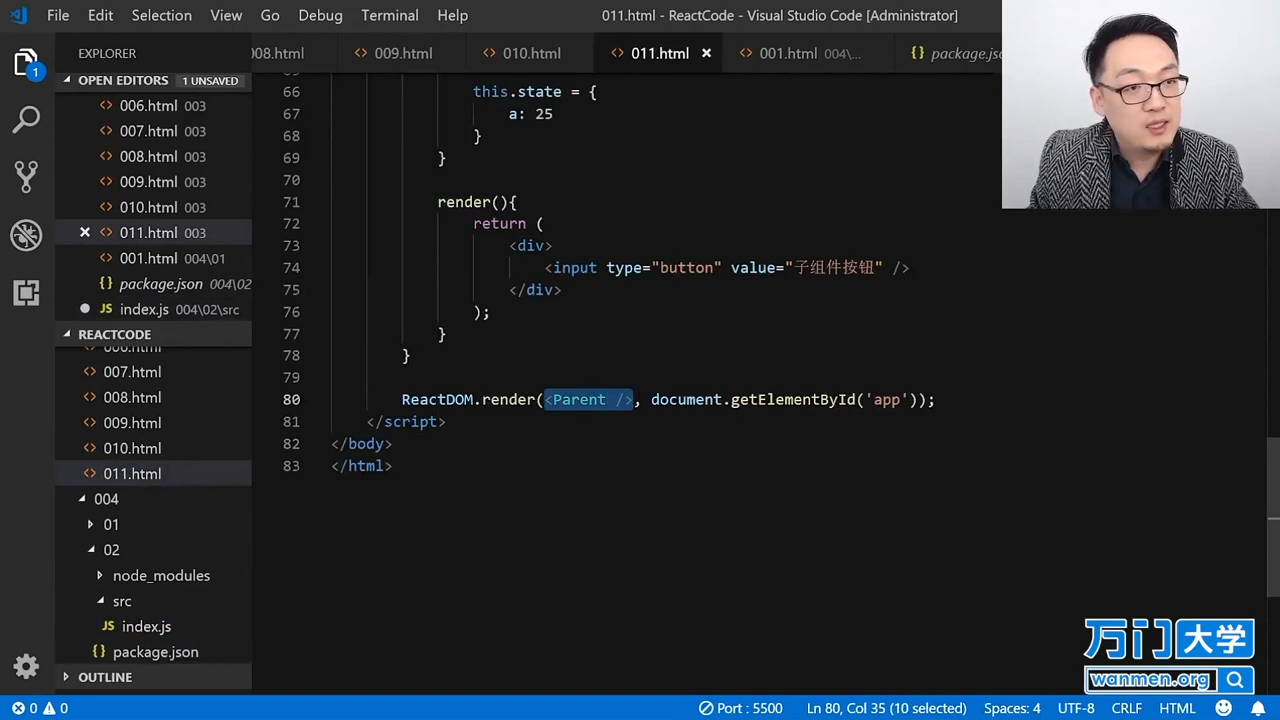 File Edit Selection View Go Debug Terminal Help
011.html - ReactCode - Visual Studio Code [Administrator]
EXPLORER
OPEN EDITORS 1 UNSAVED
006.html 003
007.html 003
008.html 003
009.html 003
010.html 003
011.html 003
001.html 004\01
package.json 004\02
index.js 004\02\src
REACTCODE
006.html
007.html
008.html
009.html
010.html
011.html
004
01
02
node_modules
src
JS index.js
{} package.json
OUTLINE
08.html <> 009.html <> 010.html <> 011.html × <> 001.html 004\... {} package.jso
66 this.state = {
67 a: 25
68 }
69 }
70
71 render(){
72 return (
73 <div>
74 <input type="button" value="子组件按钮" />
75 </div>
76 );
77 }
78 }
79
80 ReactDOM.render(<Parent />, document.getElementById('app'));
81 </script>
82 </body>
83 </html>
万门大学
wanmen.org
0 0 Port : 5500 Ln 80, Col 35 (10 selected) Spaces: 4 UTF-8 CRLF HTML